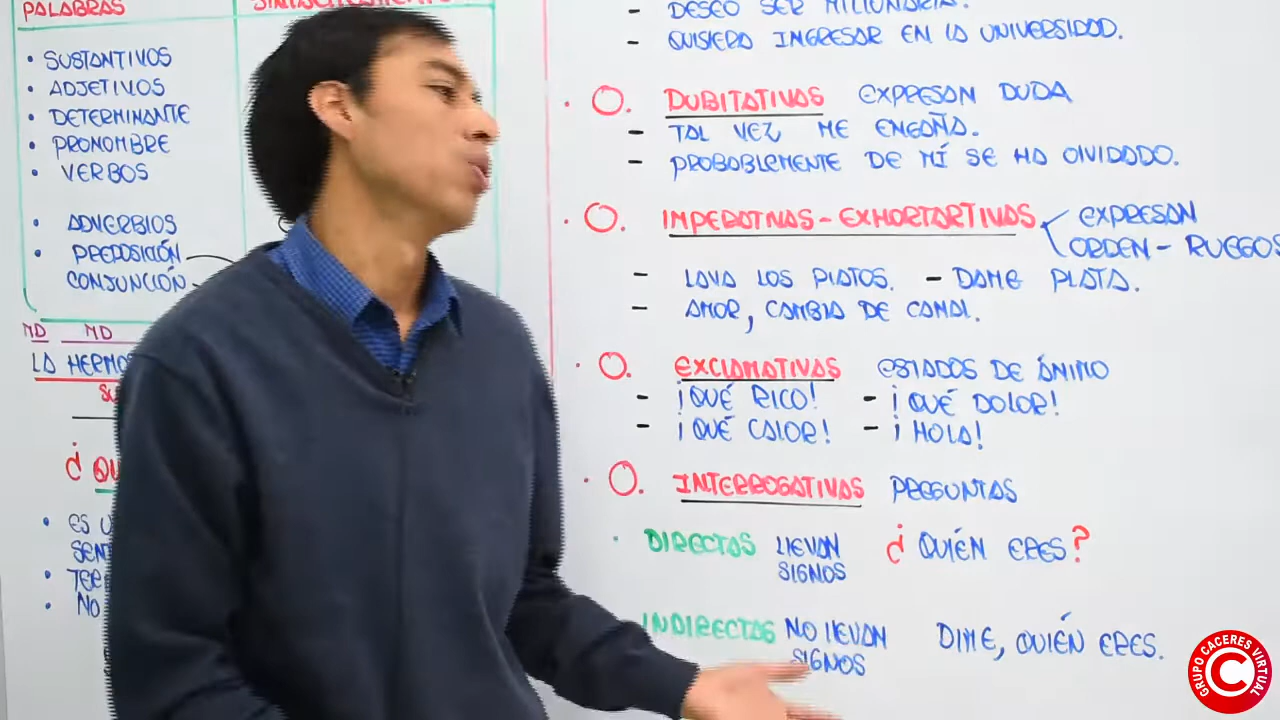 PALABRAS
• SUSTANTIVOS
• ADJETIVOS
• DETERMINANTE
• PRONOMBRE
• VERBOS
• ADVERBIOS
• PREPOSICIÓN
CONJUNCIÓN
MD MD
LA
¿
• ES
• TER
• NO
- DESEO SER MILLONARIA.
- QUISIERA INGRESAR EN LA UNIVERSIDAD.
• O. DUBITATIVAS EXPRESAN DUDA
- TAL VEZ ME ENGAÑA.
- PROBABLEMENTE DE MÍ SE HA OLVIDADO.
• O. IMPERATIVAS - EXHORTARTIVAS EXPRESAN
ORDEN - RUEGOS
- LAVA LOS PLATOS. - DAME PLATA.
- AMOR, CAMBIA DE CANAL.
• O. EXCLAMATIVAS ESTADOS DE ÁNIMO
- ¡QUÉ RICO! - ¡QUÉ DOLOR!
- ¡QUÉ CALOR! - ¡HOLA!
• O. INTERROGATIVAS PREGUNTAS
• DIRECTAS LLEVAN ¿QUIÉN ERES?
SIGNOS
INDIRECTAS NO LLEVAN DIME, QUIÉN ERES.
SIGNOS
GRUPO CACERES VIRTUAL
C